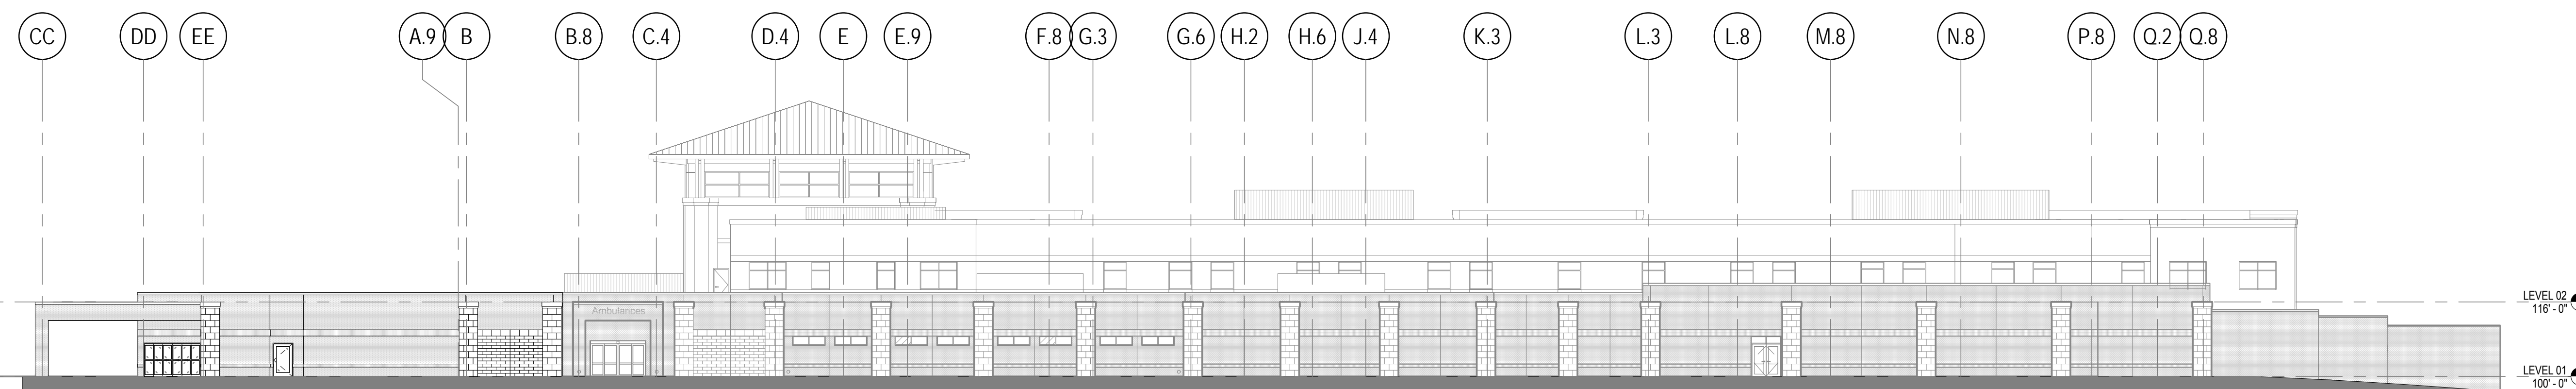 CC DD EE A.9 B B.8 C.4 D.4 E E.9 F.8 G.3 G.6 H.2 H.6 J.4 K.3 L.3 L.8 M.8 N.8 P.8 Q.2 Q.8
Ambulances
LEVEL 02
116' - 0"
LEVEL 01
100' - 0"